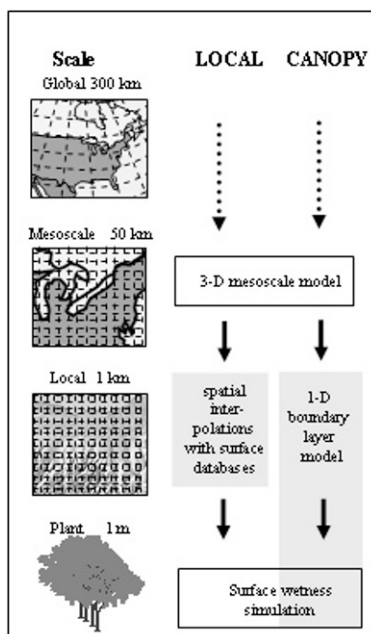 Scale
LOCAL CANOPY
Global 300 km
Mesoscale 50 km
3-D mesoscale model
Local 1 km
spatial
inter-
polations
with surface
databases
1-D
boundary
layer
model
Plant 1 m
Surface wetness
simulation